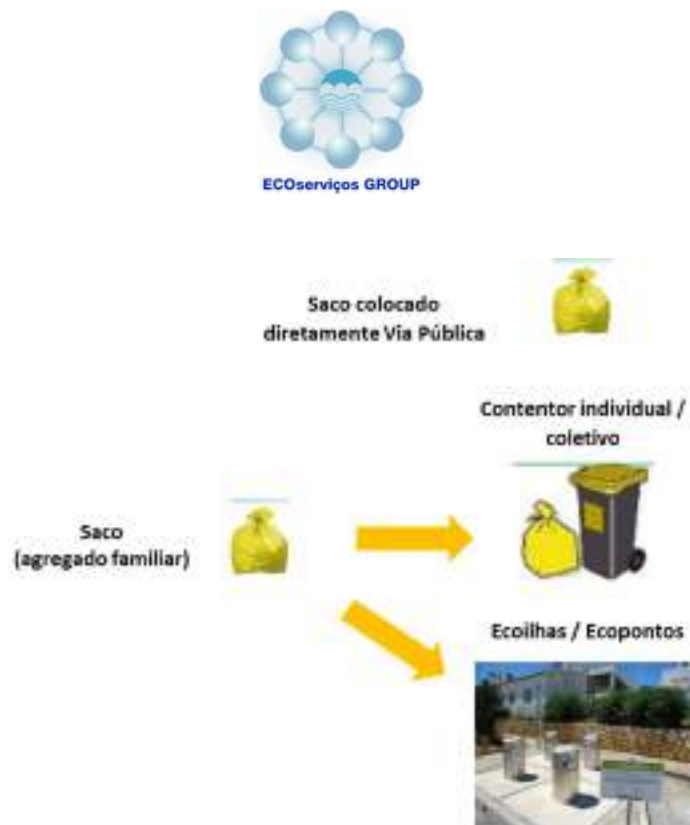 ECOserviços GROUP
Saco colocado
diretamente Via Pública
Contentor individual /
coletivo
Saco
(agregado familiar)
Ecoilhas / Ecopontos